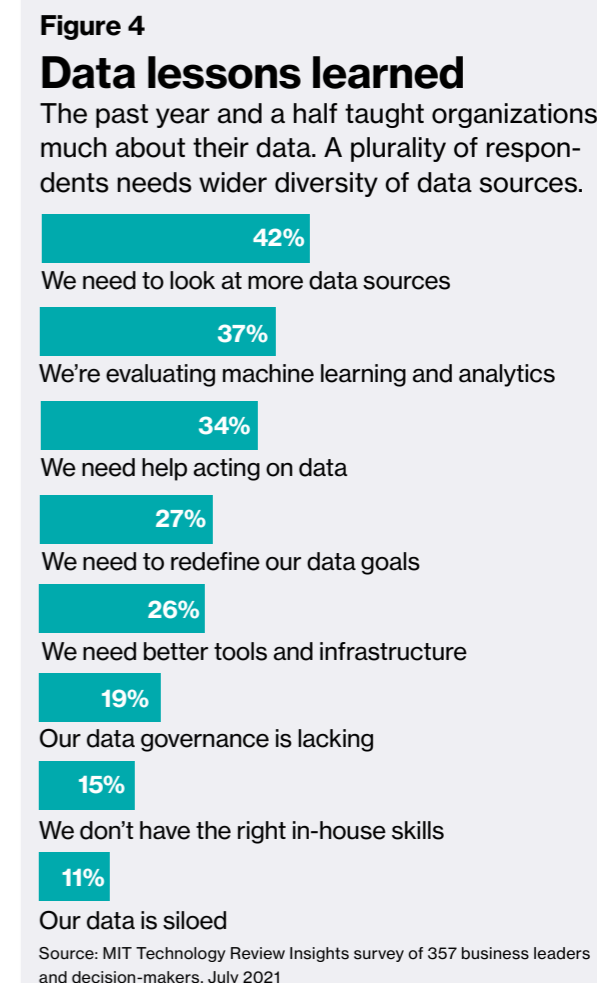 Figure 4
Data lessons learned
The past year and a half taught organizations
much about their data. A plurality of respon-
dents needs wider diversity of data sources.
42%
We need to look at more data sources
37%
We’re evaluating machine learning and analytics
34%
We need help acting on data
27%
We need to redefine our data goals
26%
We need better tools and infrastructure
19%
Our data governance is lacking
15%
We don’t have the right in-house skills
11%
Our data is siloed
Source: MIT Technology Review Insights survey of 357 business leaders
and decision-makers, July 2021